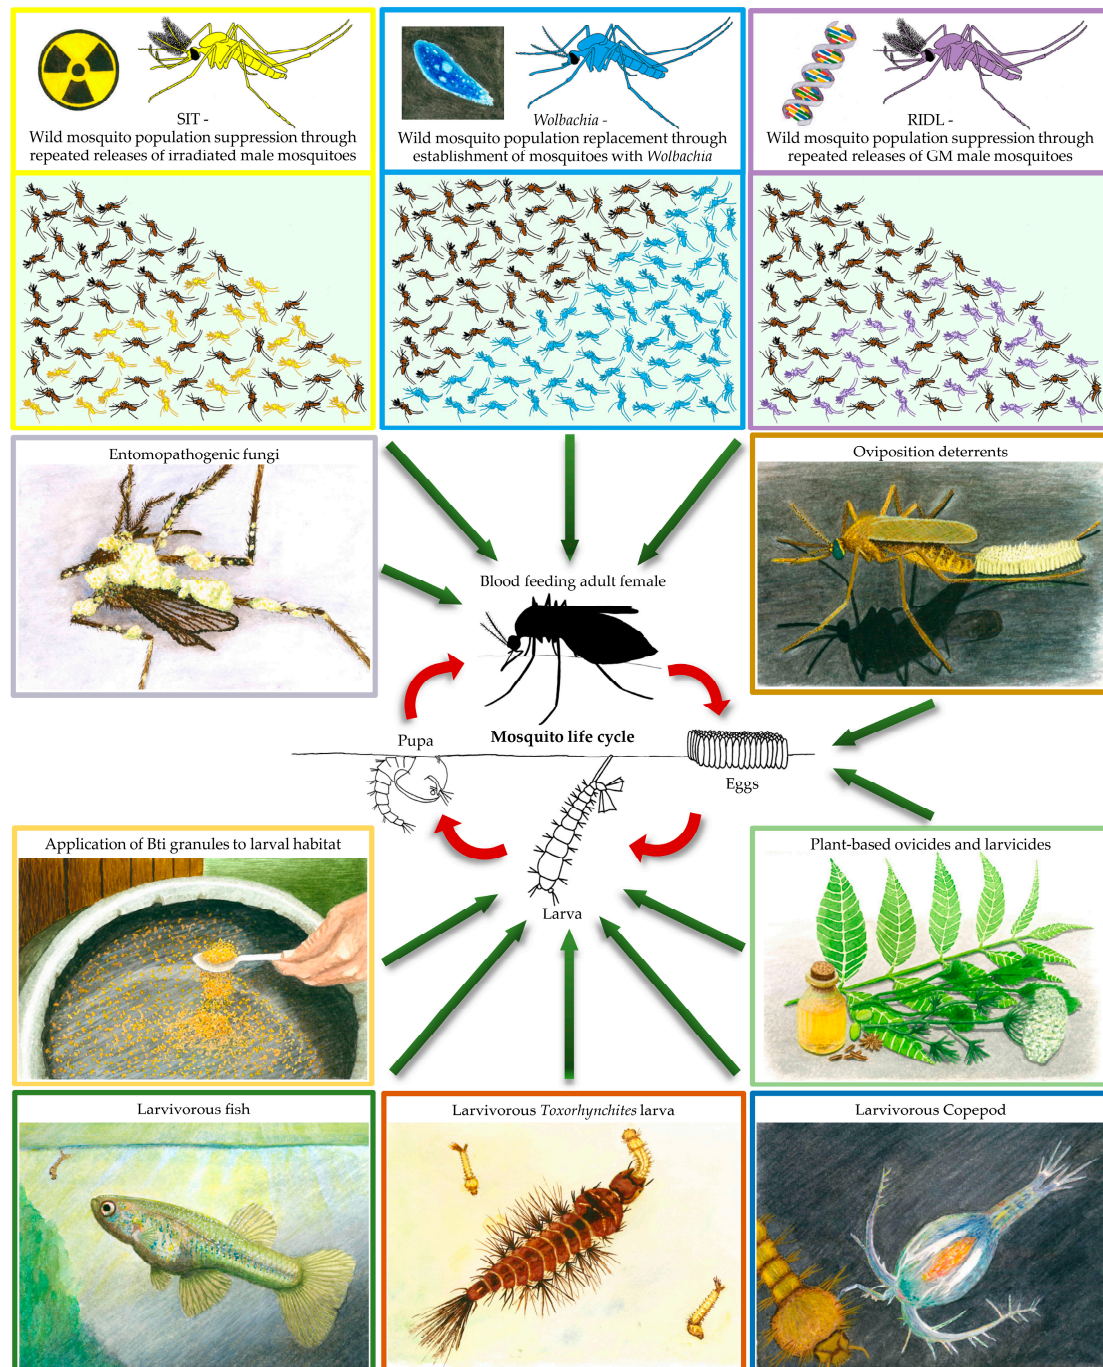 SIT -
Wild mosquito population suppression through
repeated releases of irradiated male mosquitoes
Wolbachia -
Wild mosquito population replacement through
establishment of mosquitoes with Wolbachia
RIDL -
Wild mosquito population suppression through
repeated releases of GM male mosquitoes
Entomopathogenic fungi
Oviposition deterrents
Blood feeding adult female
Mosquito life cycle
Pupa
Eggs
Larva
Application of Bti granules to larval habitat
Plant-based ovicides and larvicides
Larvivorous fish
Larvivorous Toxorhynchites larva
Larvivorous Copepod